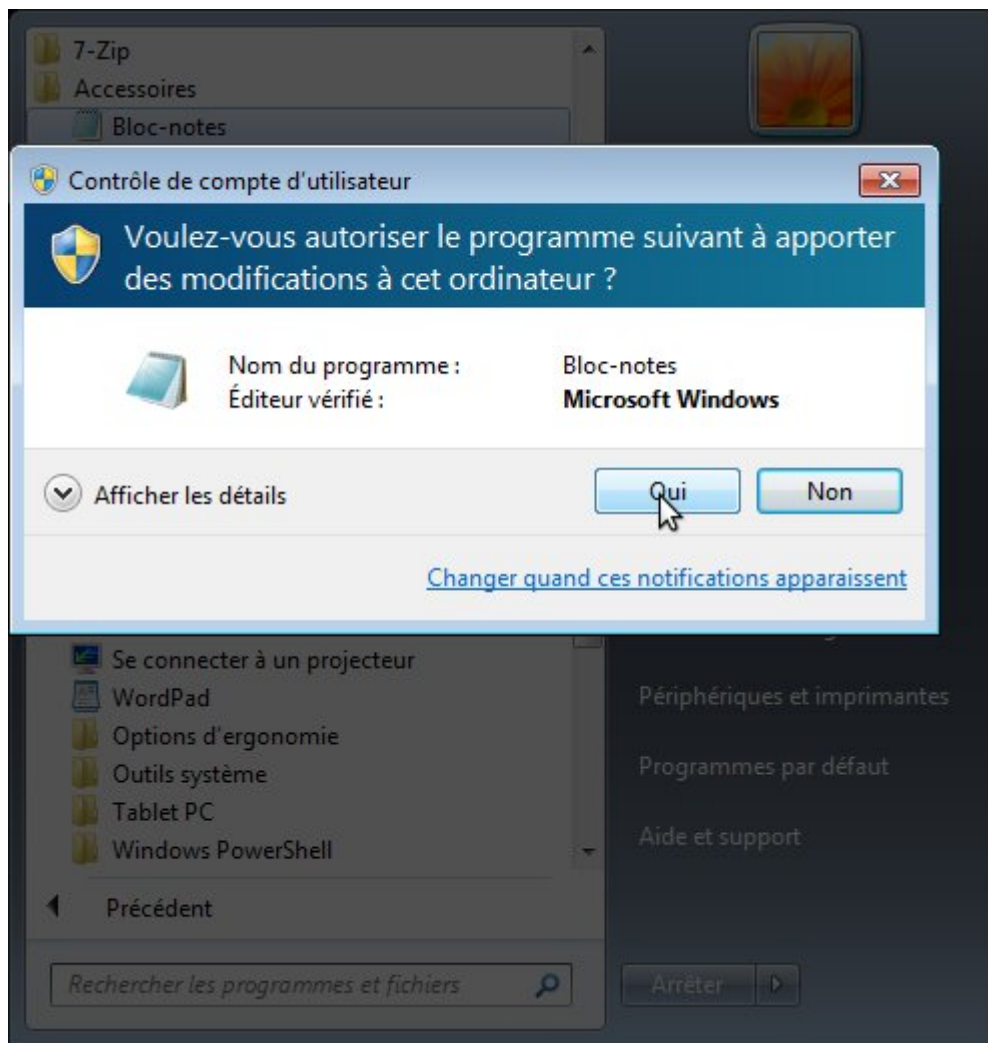 7-Zip
Accessoires
Bloc-notes
Contrôle de compte d'utilisateur
Voulez-vous autoriser le programme suivant à apporter
des modifications à cet ordinateur ?
Nom du programme : Bloc-notes
Éditeur vérifié : Microsoft Windows
Afficher les détails
Oui Non
Changer quand ces notifications apparaissent
Se connecter à un projecteur
WordPad
Périphériques et imprimantes
Options d'ergonomie
Outils système
Programmes par défaut
Tablet PC
Aide et support
Windows PowerShell
Précédent
Rechercher les programmes et fichiers
Arrêter